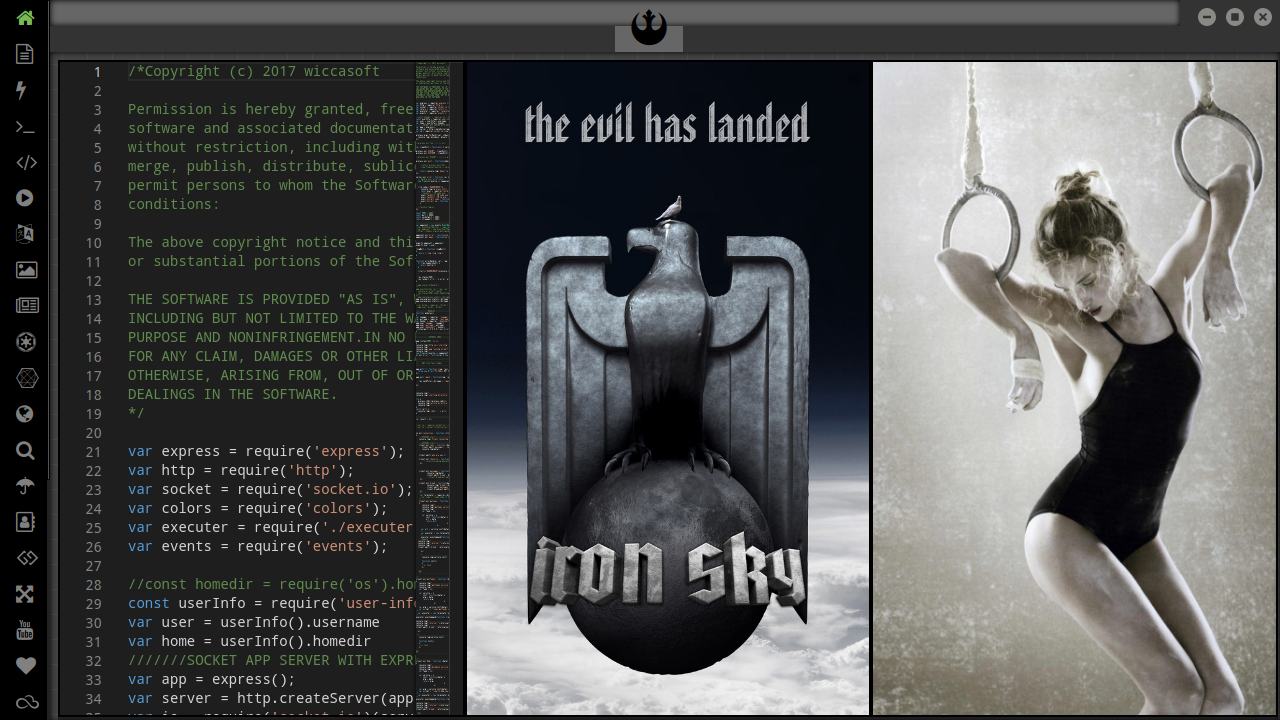 1 /*Copyright (c) 2017 wiccasoft
2
3 Permission is hereby granted, free
4 software and associated documentat
5 without restriction, including wit
6 merge, publish, distribute, sublic
7 permit persons to whom the Softwar
8 conditions:
9
10 The above copyright notice and thi
11 or substantial portions of the Sof
12
13 THE SOFTWARE IS PROVIDED "AS IS",
14 INCLUDING BUT NOT LIMITED TO THE W
15 PURPOSE AND NONINFRINGEMENT.IN NO
16 FOR ANY CLAIM, DAMAGES OR OTHER LI
17 OTHERWISE, ARISING FROM, OUT OF OR
18 DEALINGS IN THE SOFTWARE.
19 */
20
21 var express = require('express');
22 var http = require('http');
23 var socket = require('socket.io');
24 var colors = require('colors');
25 var executer = require('./executer
26 var events = require('events');
27
28 //const homedir = require('os').hom
29 const userInfo = require('user-info
30 var user = userInfo().username
31 var home = userInfo().homedir
32 ///////SOCKET APP SERVER WITH EXPR
33 var app = express();
34 var server = http.createServer(app
the evil has landed
iron sky
You
Tube